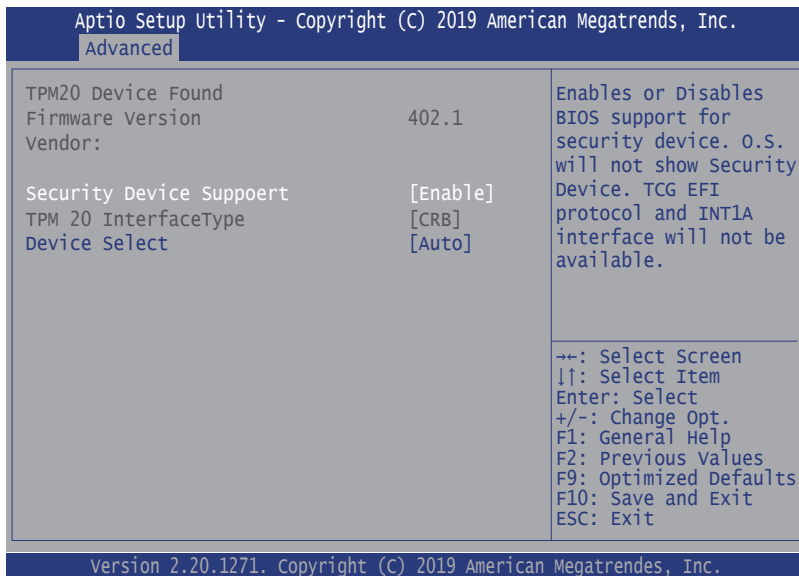 Aptio Setup Utility - Copyright (C) 2019 American Megatrends, Inc.
Advanced
TPM20 Device Found
Firmware Version 402.1
Vendor:
Security Device Suppoert [Enable]
TPM 20 InterfaceType [CRB]
Device Select [Auto]
Enables or Disables
BIOS support for
security device. O.S.
will not show Security
Device. TCG EFI
protocol and INT1A
interface will not be
available.
→←: Select Screen
↓↑: Select Item
Enter: Select
+/-: Change Opt.
F1: General Help
F2: Previous Values
F9: Optimized Defaults
F10: Save and Exit
ESC: Exit
Version 2.20.1271. Copyright (C) 2019 American Megatrendes, Inc.